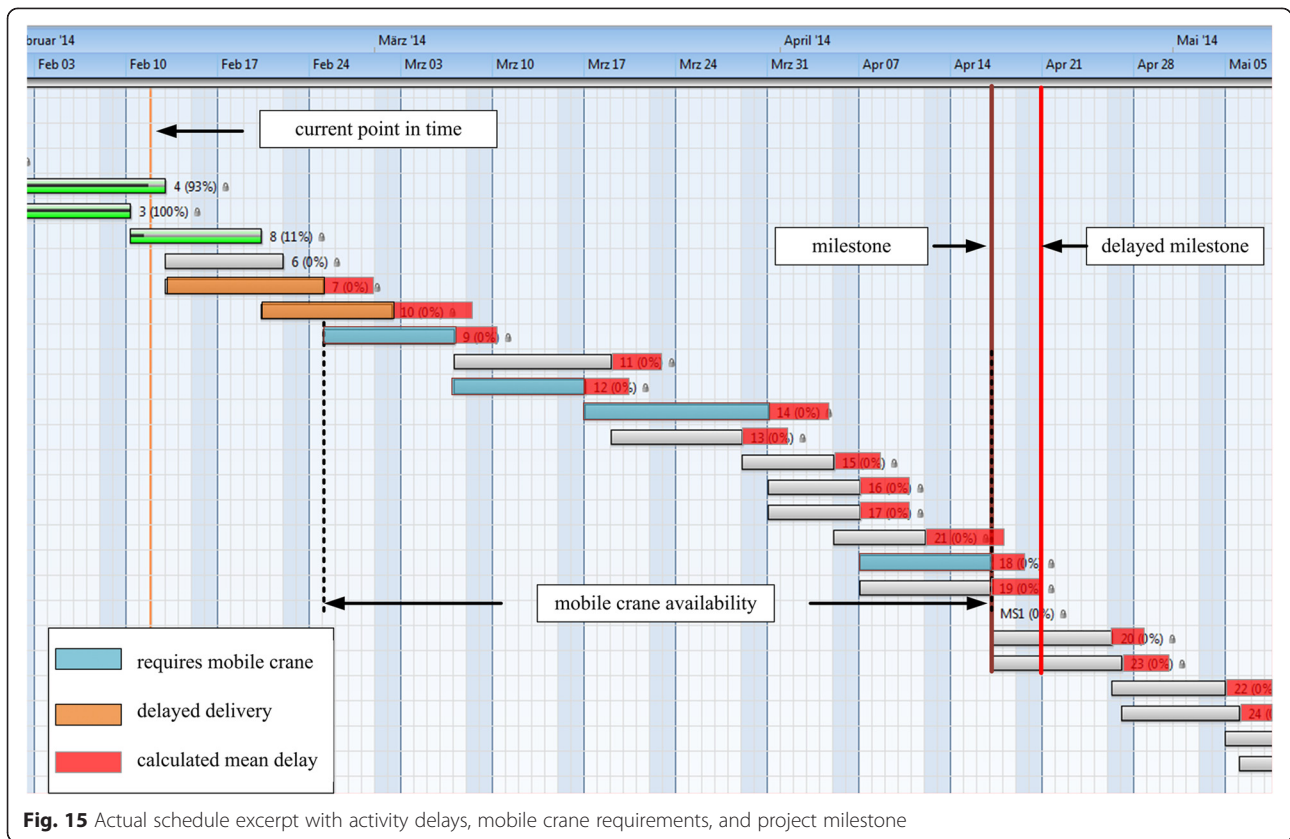 bruar '14 März '14 April '14 Mai '14
Feb 03 Feb 10 Feb 17 Feb 24 Mrz 03 Mrz 10 Mrz 17 Mrz 24 Mrz 31 Apr 07 Apr 14 Apr 21 Apr 28 Mai 05
current point in time
4 (93%)
3 (100%)
8 (11%)
milestone
delayed milestone
6 (0%)
7 (0%)
10 (0%)
9 (0%)
11 (0%)
12 (0%)
14 (0%)
13 (0%)
15 (0%)
16 (0%)
17 (0%)
21 (0%)
18 (0%)
19 (0%)
mobile crane availability
MS1 (0%)
20 (0%)
23 (0%)
22 (0%
24 (
requires mobile crane
delayed delivery
calculated mean delay
Fig. 15 Actual schedule excerpt with activity delays, mobile crane requirements, and project milestone